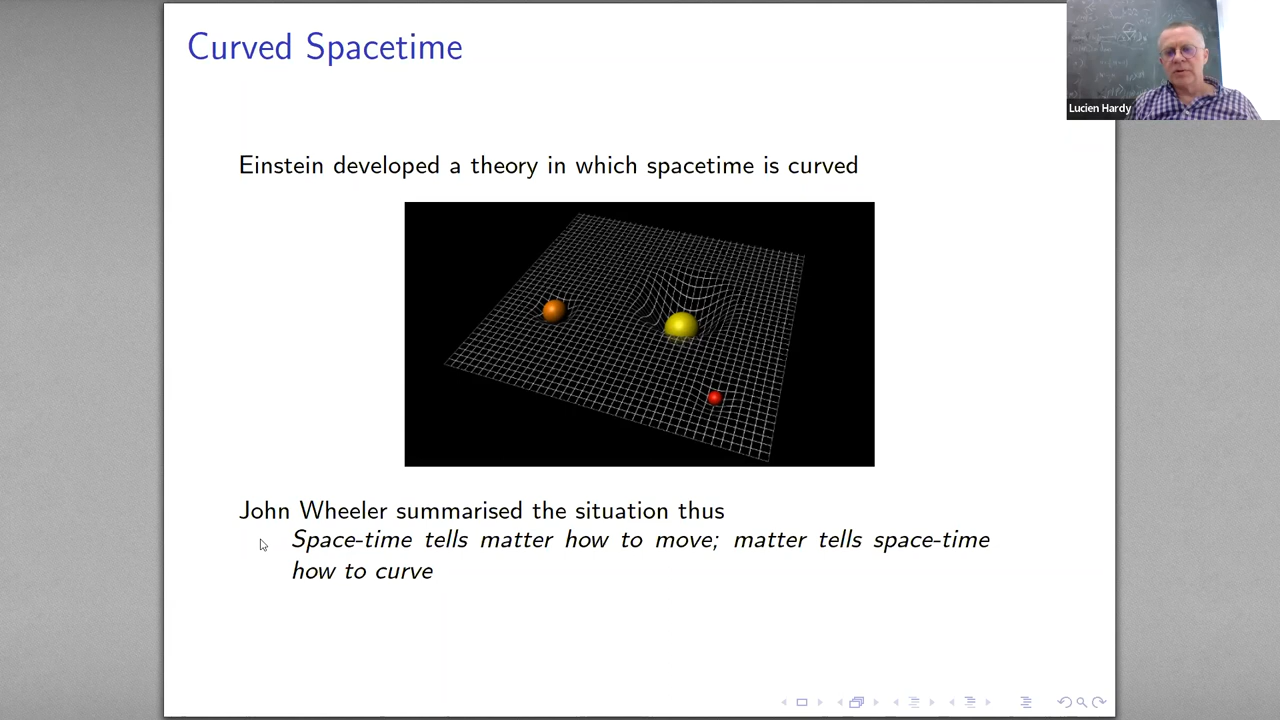 Curved Spacetime
Lucien Hardy
Einstein developed a theory in which spacetime is curved
John Wheeler summarised the situation thus
Space-time tells matter how to move; matter tells space-time
how to curve